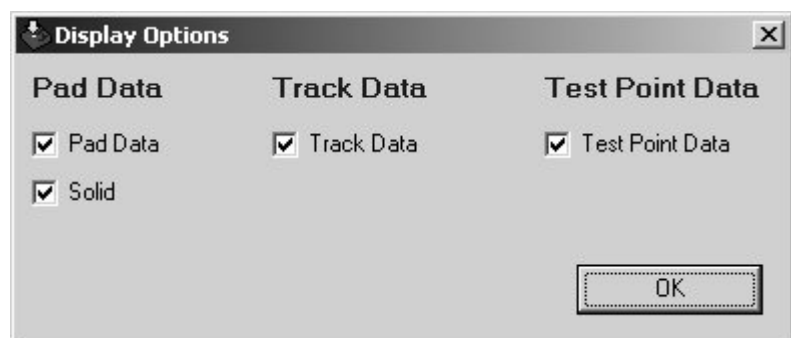 Display Options
Pad Data Track Data Test Point Data
Pad Data Track Data Test Point Data
Solid
OK